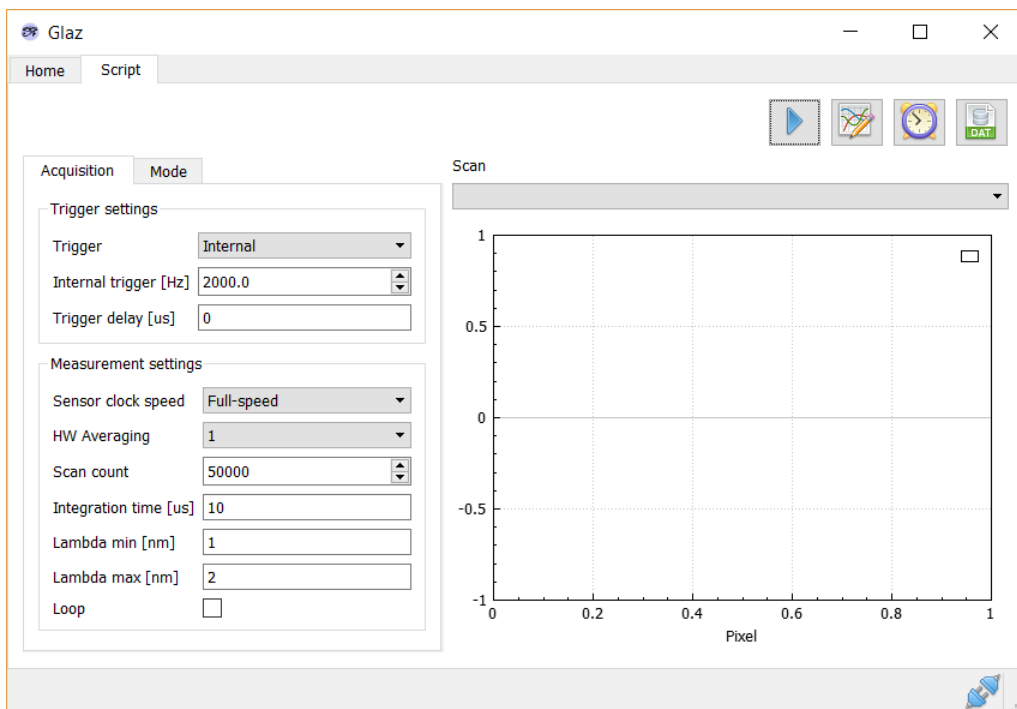 Glaz
Home Script
DAT
Acquisition Mode
Scan
Trigger settings
Trigger Internal
Internal trigger [Hz] 2000.0
Trigger delay [us] 0
Measurement settings
Sensor clock speed Full-speed
HW Averaging 1
Scan count 50000
Integration time [us] 10
Lambda min [nm] 1
Lambda max [nm] 2
Loop
1
0.5
0
-0.5
-1
0 0.2 0.4 0.6 0.8 1
Pixel